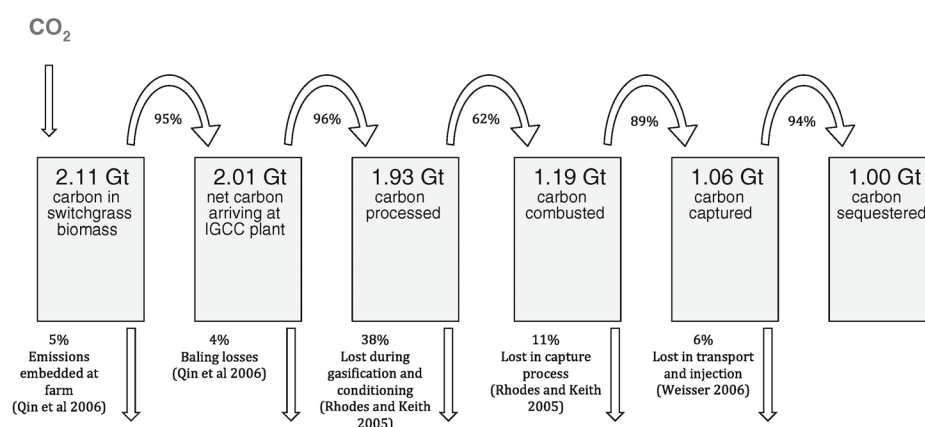 CO2
95%
96%
62%
89%
94%
2.11 Gt
carbon in
switchgrass
biomass
2.01 Gt
net carbon
arriving at
IGCC plant
1.93 Gt
carbon
processed
1.19 Gt
carbon
combusted
1.06 Gt
carbon
captured
1.00 Gt
carbon
sequestered
5%
Emissions
embedded at
farm
(Qin et al 2006)
4%
Baling losses
(Qin et al 2006)
38%
Lost during
gasification and
conditioning
(Rhodes and Keith
2005)
11%
Lost in capture
process
(Rhodes and Keith
2005)
6%
Lost in transport
and injection
(Weisser 2006)